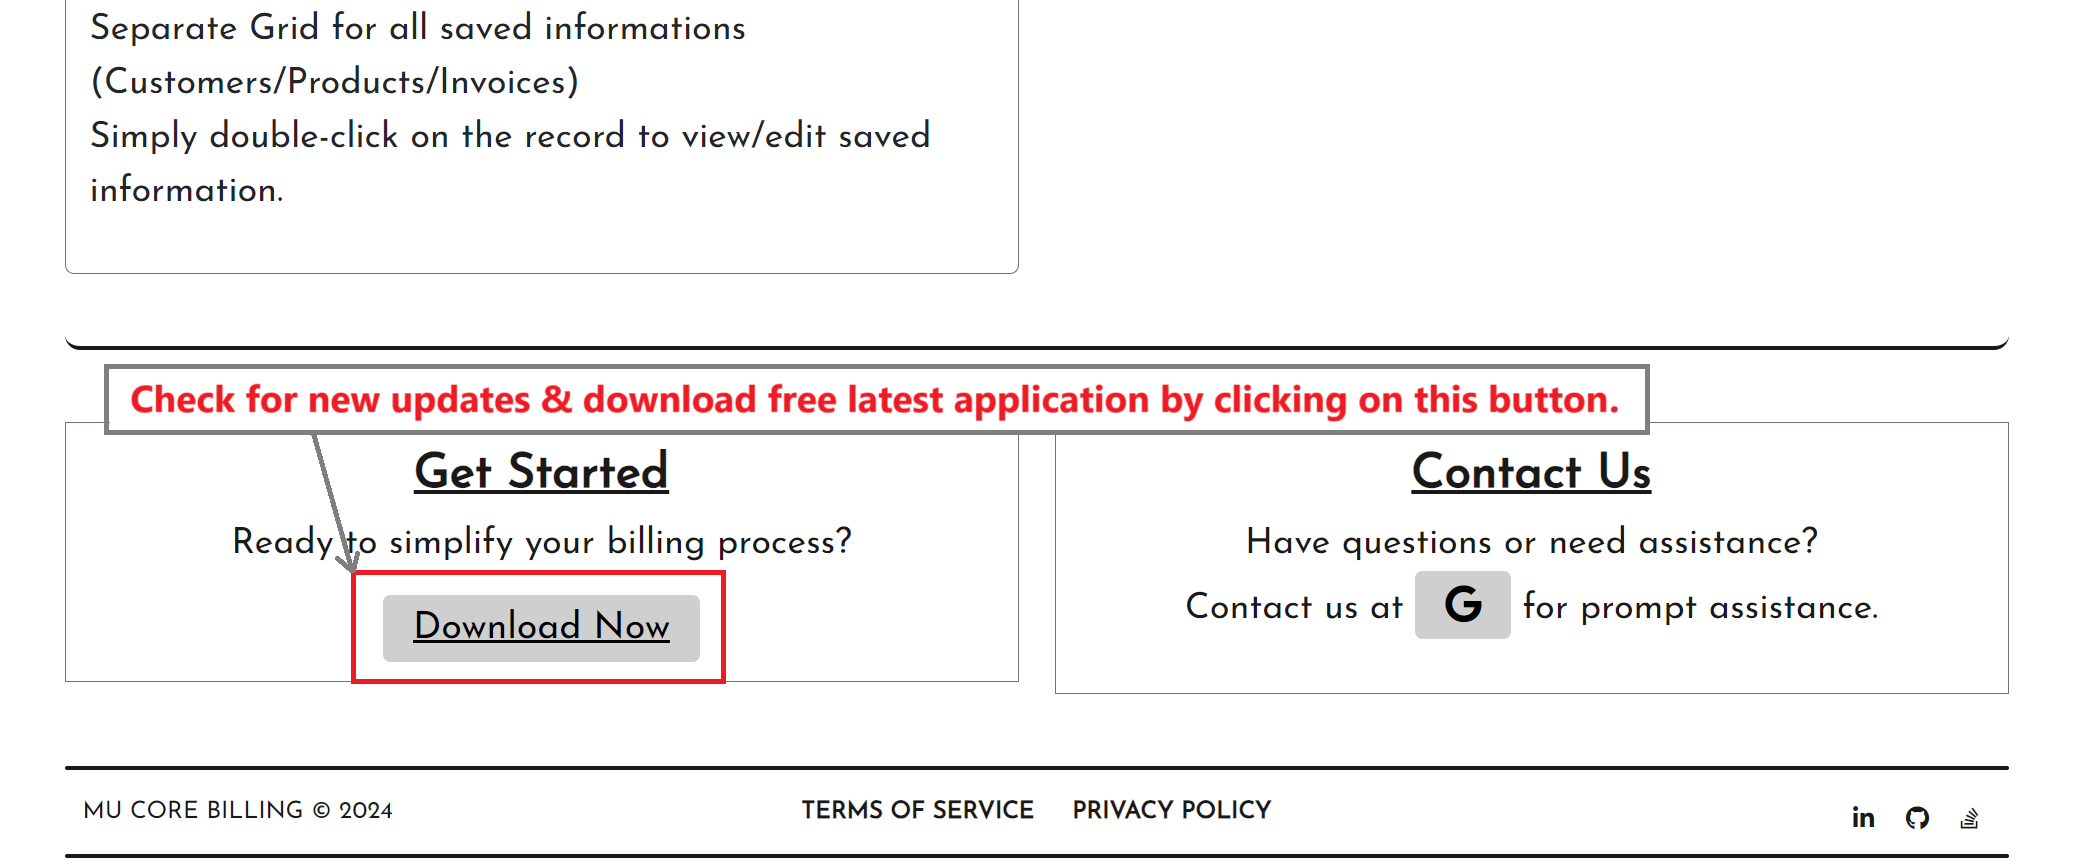 Separate Grid for all saved informations
(Customers/Products/Invoices)
Simply double-click on the record to view/edit saved
information.
Check for new updates & download free latest application by clicking on this button.
Get Started
Ready to simplify your billing process?
Download Now
Contact Us
Have questions or need assistance?
Contact us at G for prompt assistance.
MU CORE BILLING © 2024
TERMS OF SERVICE
PRIVACY POLICY
in